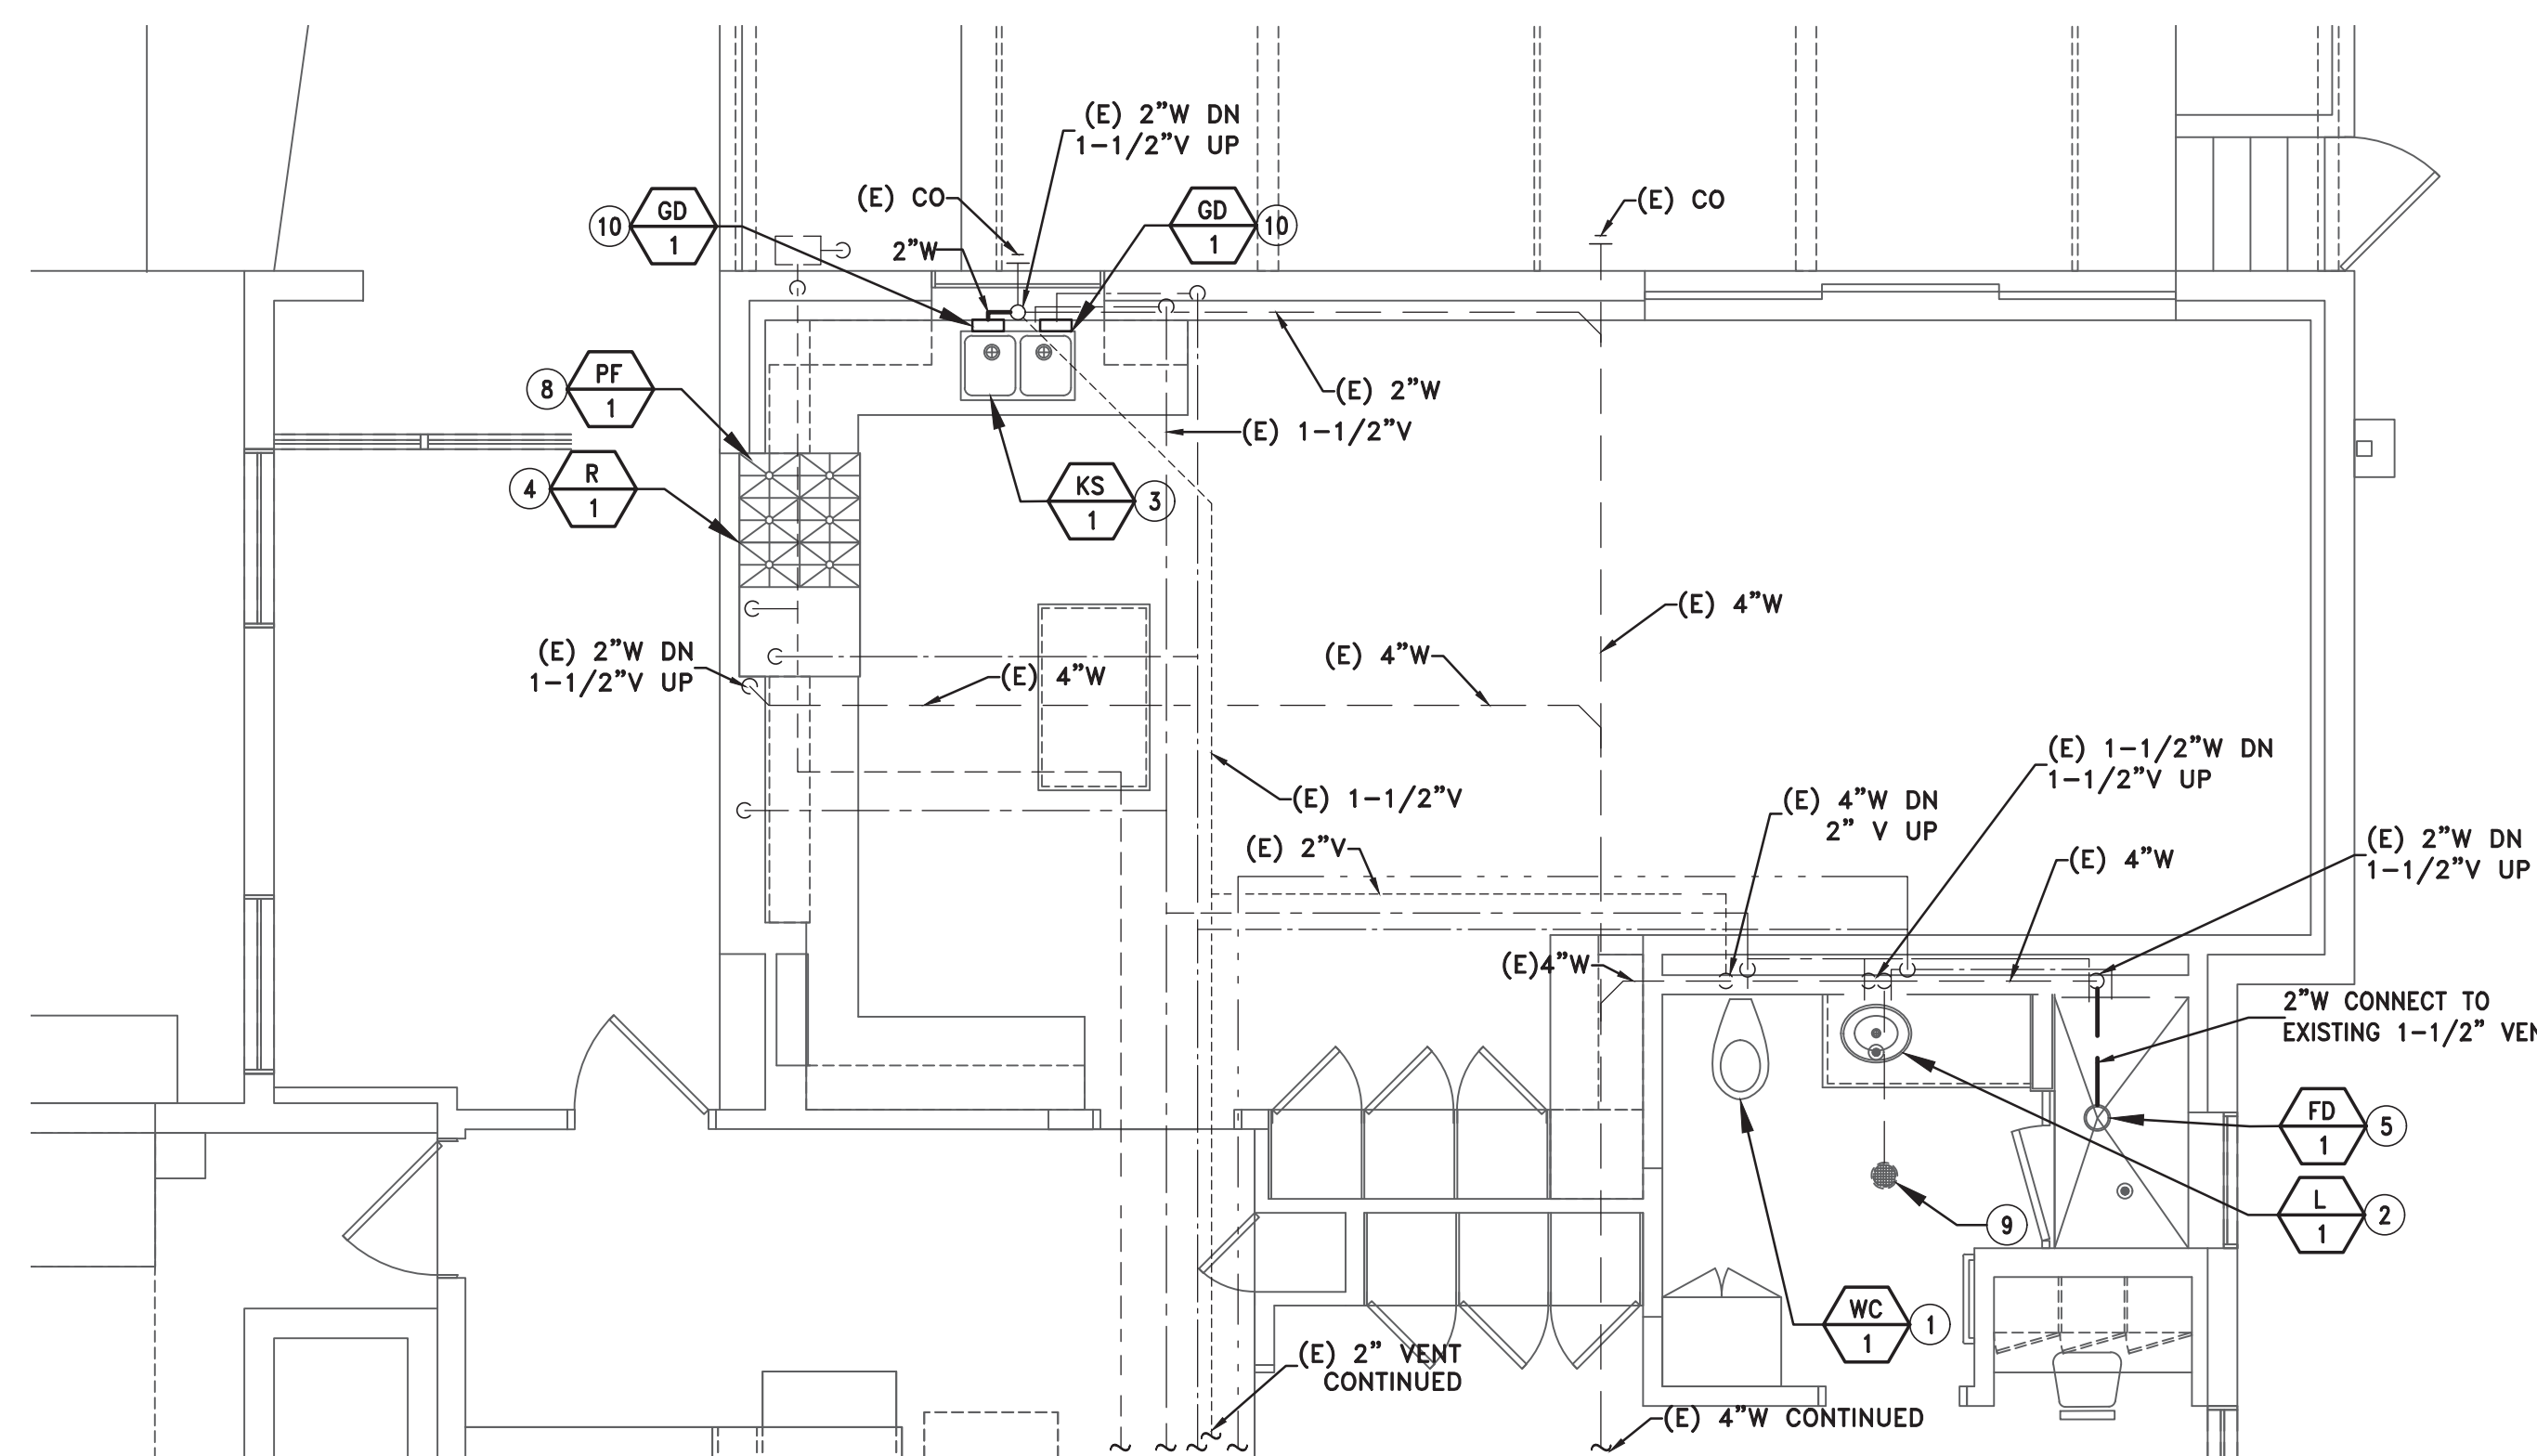 (E) 2”W DN
1–1/2”V UP
(E) CO
(E) CO
10
GD
1
GD
1
10
2”W
8
PF
1
(E) 2”W
(E) 1–1/2”V
4
R
1
KS
1
3
(E) 4”W
(E) 2”W DN
1–1/2”V UP
(E) 4”W
(E) 4”W
(E) 1–1/2”W DN
1–1/2”V UP
(E) 1–1/2”V
(E) 4”W DN
2” V UP
(E) 2”V
(E) 4”W
(E) 2”W DN
1–1/2”V UP
(E)4”W
2”W CONNECT TO
EXISTING 1–1/2” VEN
FD
1
5
L
1
2
9
WC
1
1
(E) 2” VENT
CONTINUED
(E) 4”W CONTINUED